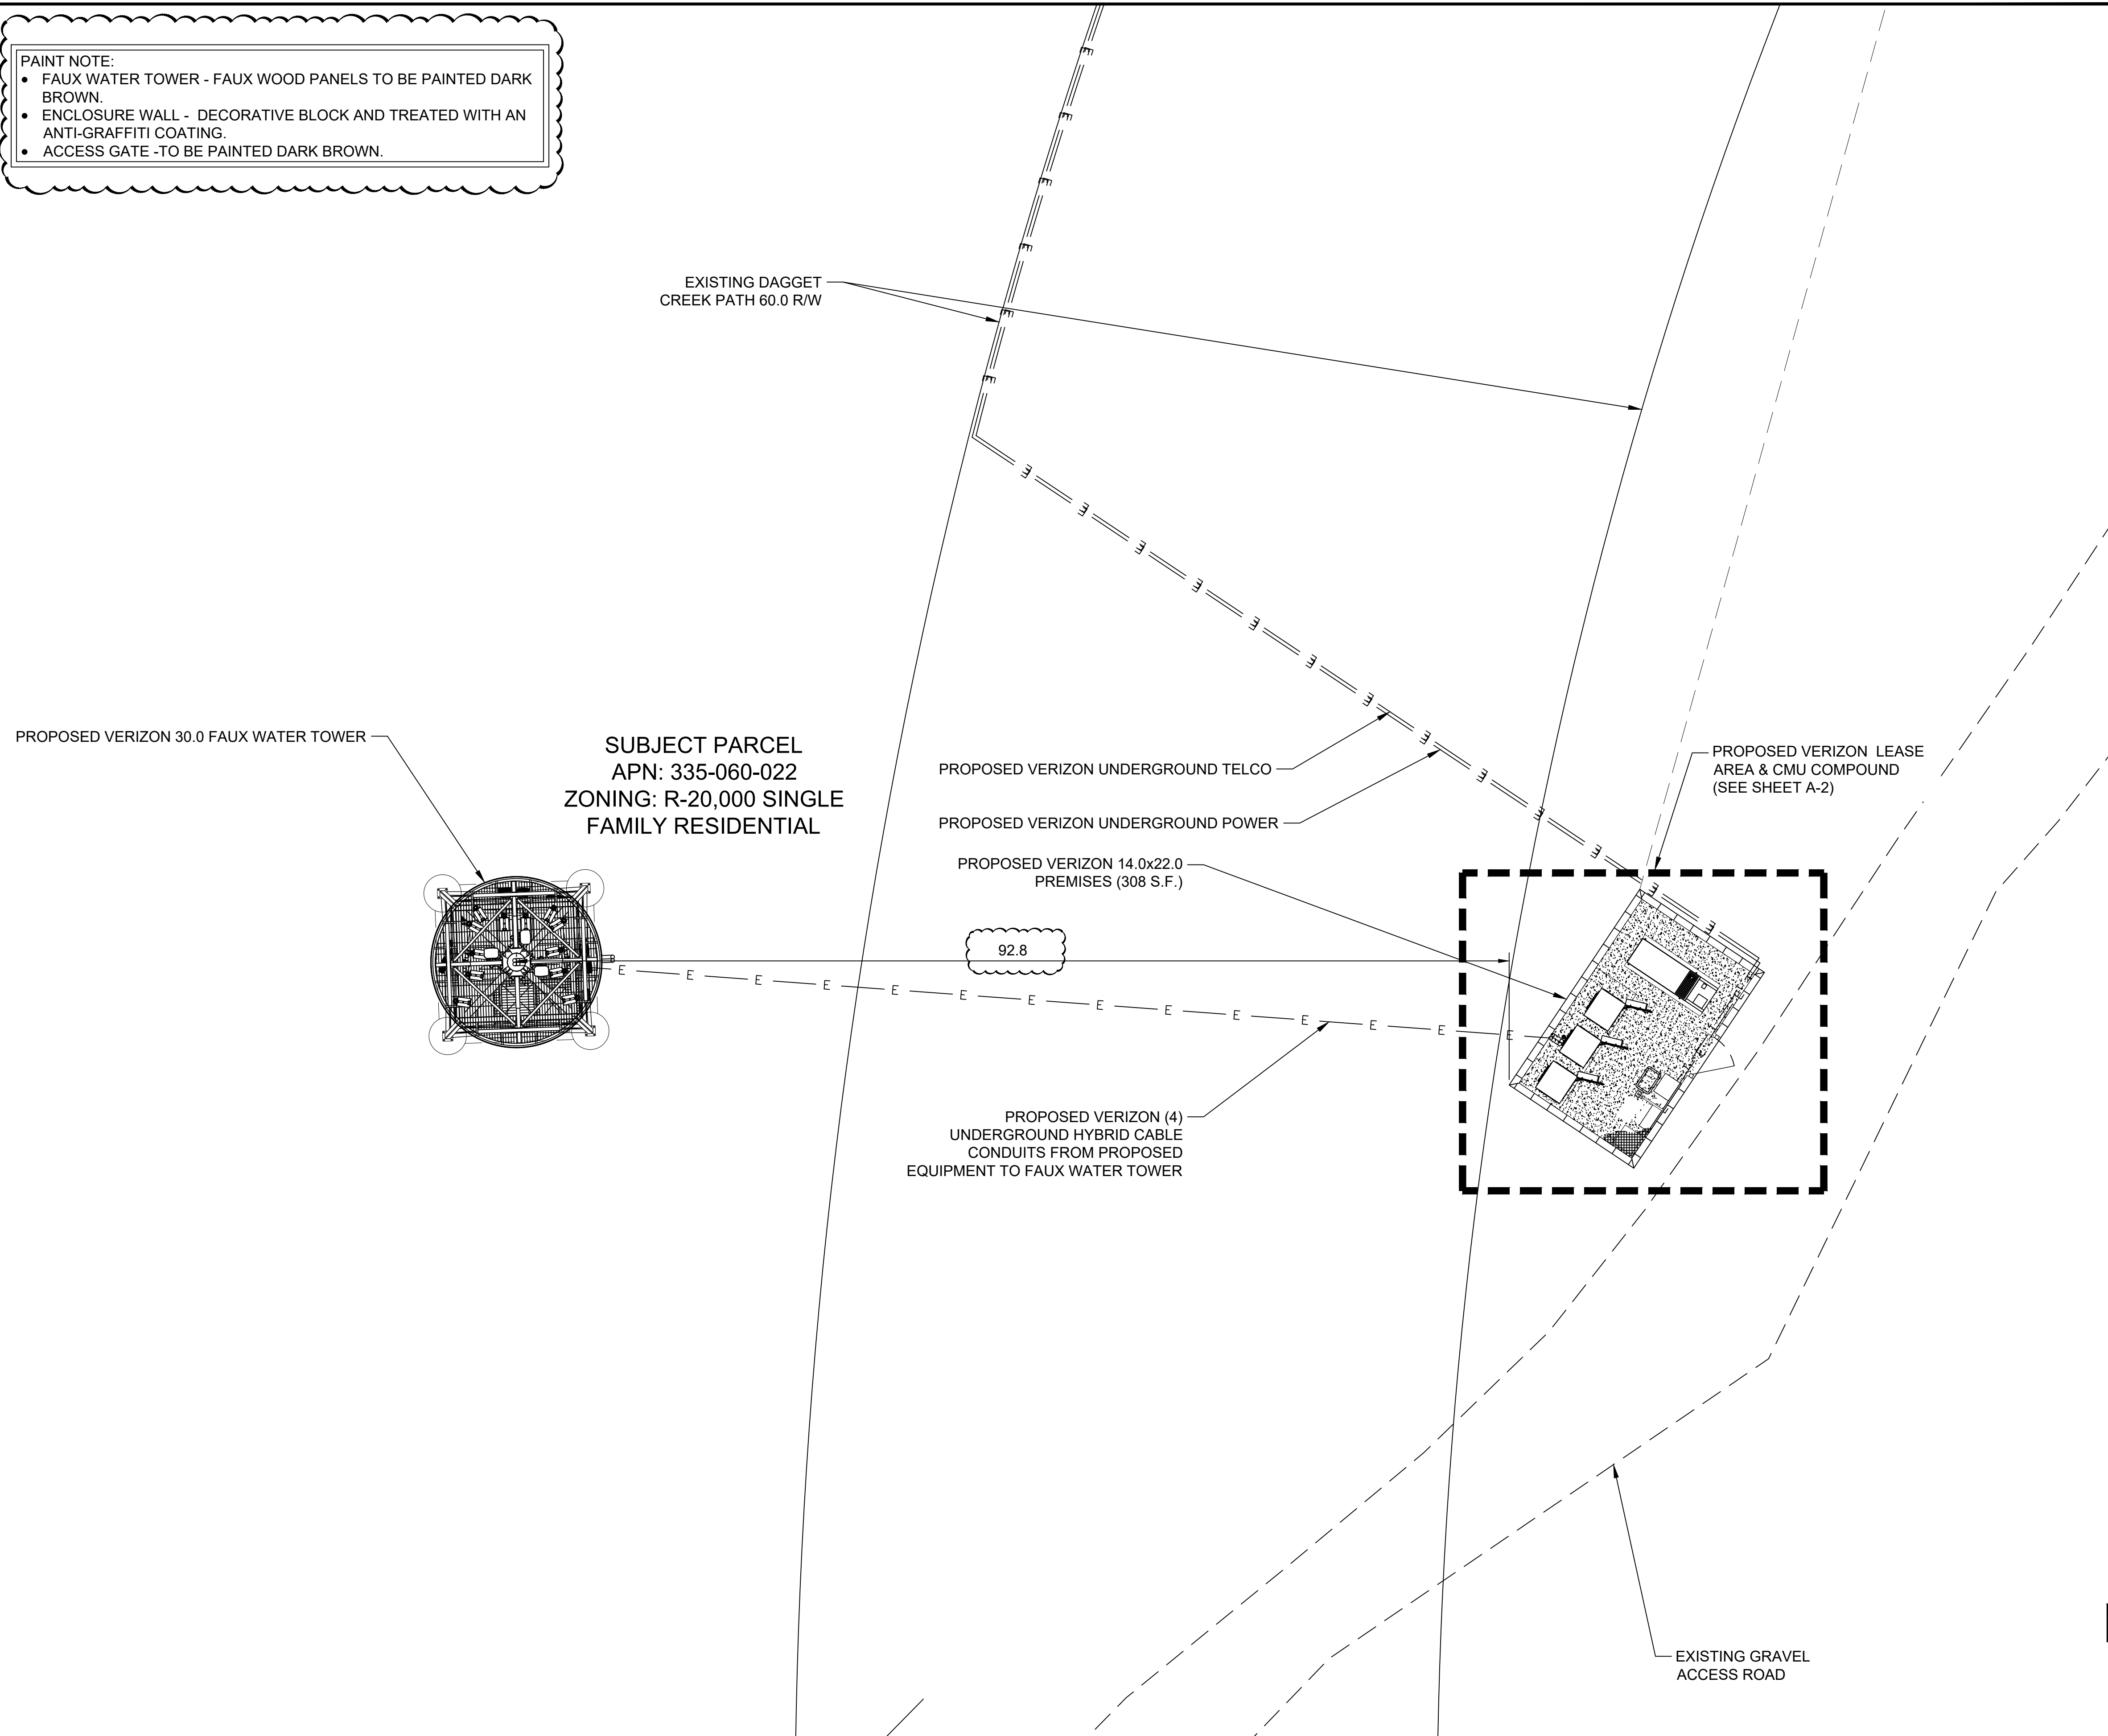 PAINT NOTE:
• FAUX WATER TOWER - FAUX WOOD PANELS TO BE PAINTED DARK
BROWN.
• ENCLOSURE WALL - DECORATIVE BLOCK AND TREATED WITH AN
ANTI-GRAFFITI COATING.
• ACCESS GATE -TO BE PAINTED DARK BROWN.
EXISTING DAGGET
CREEK PATH 60.0 R/W
PROPOSED VERIZON 30.0 FAUX WATER TOWER
SUBJECT PARCEL
APN: 335-060-022
ZONING: R-20,000 SINGLE
FAMILY RESIDENTIAL
PROPOSED VERIZON UNDERGROUND TELCO
PROPOSED VERIZON UNDERGROUND POWER
PROPOSED VERIZON LEASE
AREA & CMU COMPOUND
(SEE SHEET A-2)
PROPOSED VERIZON 14.0x22.0
PREMISES (308 S.F.)
92.8
E E E E E E E E E E E E E E
PROPOSED VERIZON (4)
UNDERGROUND HYBRID CABLE
CONDUITS FROM PROPOSED
EQUIPMENT TO FAUX WATER TOWER
EXISTING GRAVEL
ACCESS ROAD